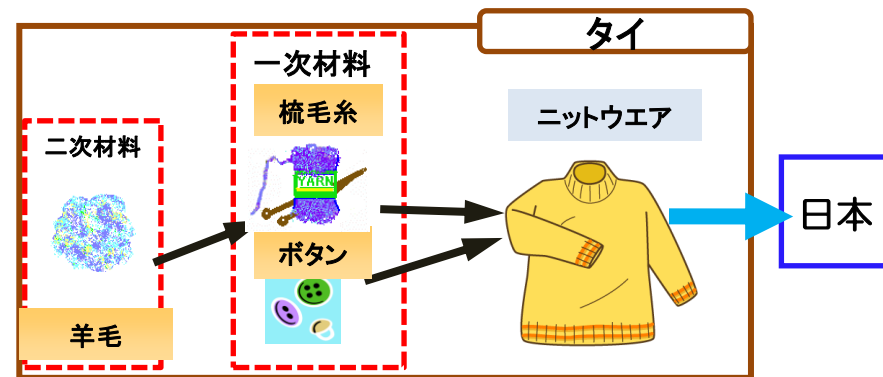 タイ
一次材料
梳毛糸
ニットウエア
二次材料
YARN
日本
ボタン
羊毛